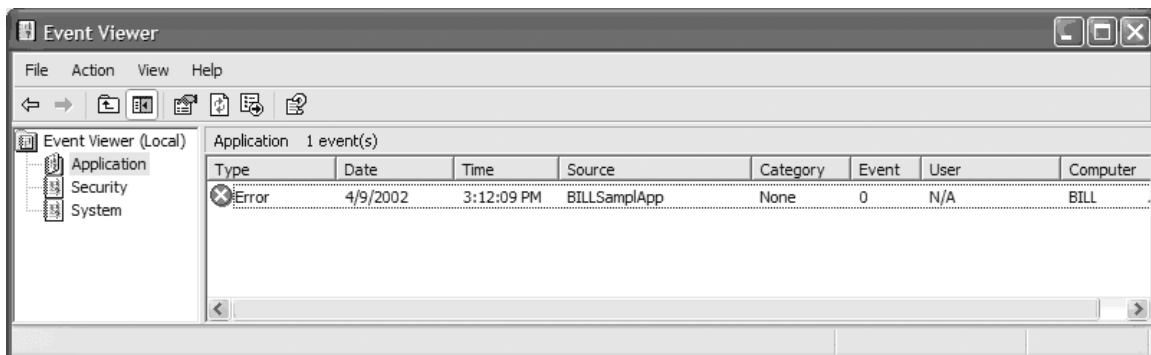 Event Viewer
File Action View Help
Event Viewer (Local)
Application
Security
System
Application 1 event(s)
Type Date Time Source Category Event User Computer
Error 4/9/2002 3:12:09 PM BILLSamplApp None 0 N/A BILL